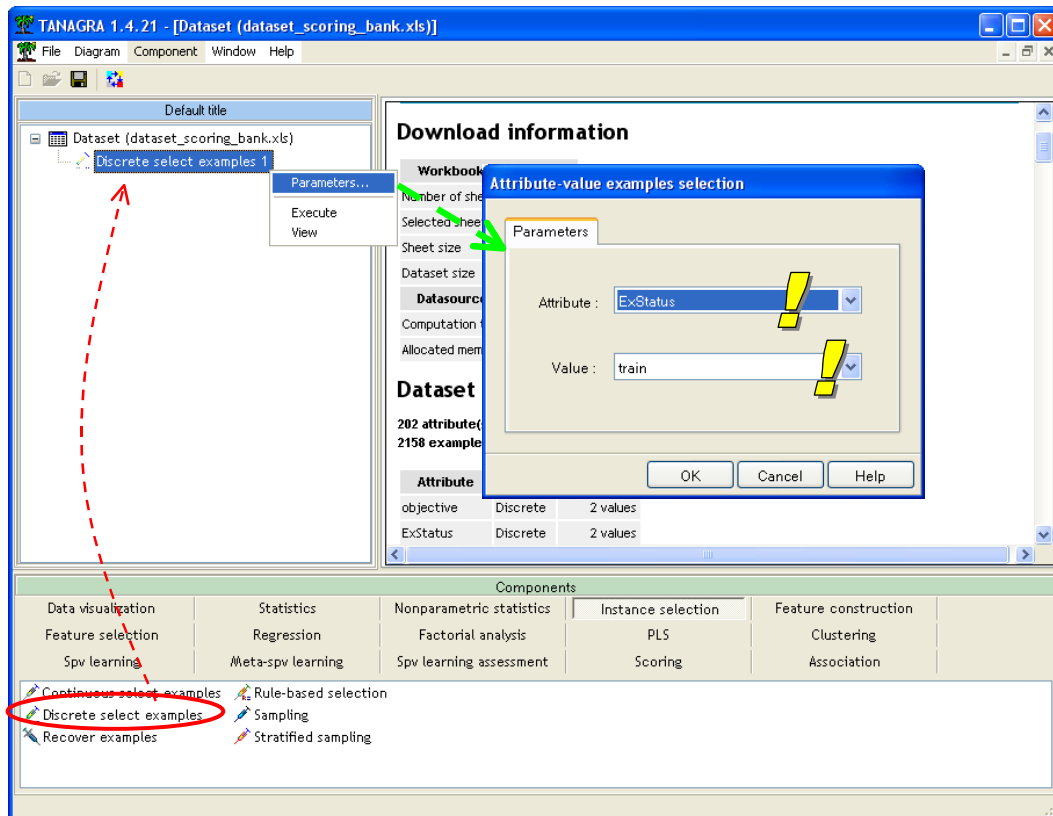 TANAGRA 1.4.21 - [Dataset (dataset_scoring_bank.xls)]
File Diagram Component Window Help
Default title
Dataset (dataset_scoring_bank.xls)
Discrete select examples 1
Parameters...
Execute
View
Download information
Workbook
Number of she
Selected sheet
Sheet size
Dataset size
Datasource
Computation
Allocated mem
Dataset
202 attribute(
2158 example
Attribute
objective Discrete 2 values
ExStatus Discrete 2 values
Attribute-value examples selection
Parameters
Attribute : ExStatus
Value : train
OK Cancel Help
Components
Data visualization Statistics Nonparametric statistics Instance selection Feature construction
Feature selection Regression Factorial analysis PLS Clustering
Spv learning Meta-spv learning Spv learning assessment Scoring Association
Continuous select examples Rule-based selection
Discrete select examples Sampling
Recover examples Stratified sampling